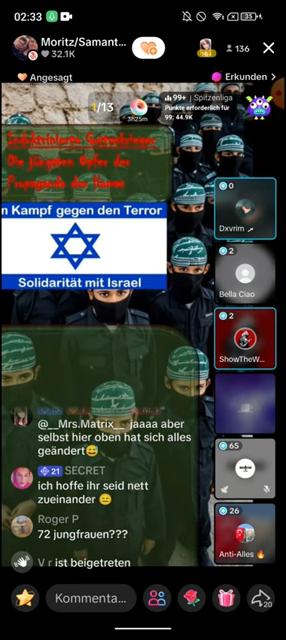 02:33
35
Moritz/Samant...
32.1K
136
Angesagt
Erkunden
1/13
3h25m
99+ | Spitzenliga
Punkte erforderlich für
99: 44.9K
Indoktrinierte Gotteskrieger
Die jüngsten Opfer der
Propaganda der Hamas
m Kampf gegen den Terror
Solidarität mit Israel
0
Dxvrim
2
Bella Ciao
2
ShowTheW...
65
26
Anti-Alles 🔥
@__Mrs.Matrix__ jaaaa aber
selbst hier oben hat sich alles
geändert😅
21 SECRET
ich hoffe ihr seid nett
zueinander 😑
Roger P
72 jungfrauen???
V r ist beigetreten
Kommenta...
20